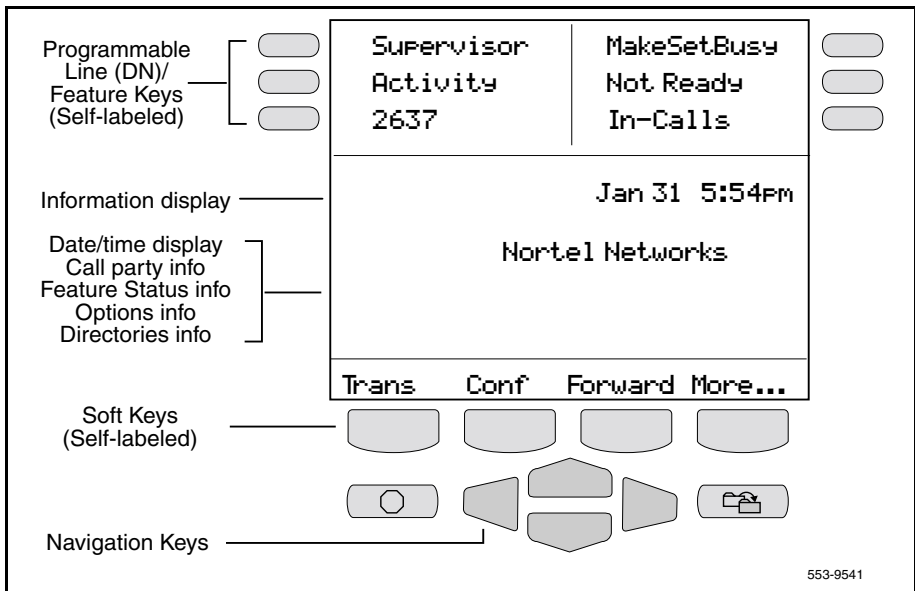 Programmable
Line (DN)/
Feature Keys
(Self-labeled)
Supervisor
Activity
2637
MakeSetBusy
Not Ready
In-Calls
Information display
Jan 31 5:54pm
Date/time display
Call party info
Feature Status info
Options info
Directories info
Nortel Networks
Trans Conf Forward More...
Soft Keys
(Self-labeled)
Navigation Keys
553-9541